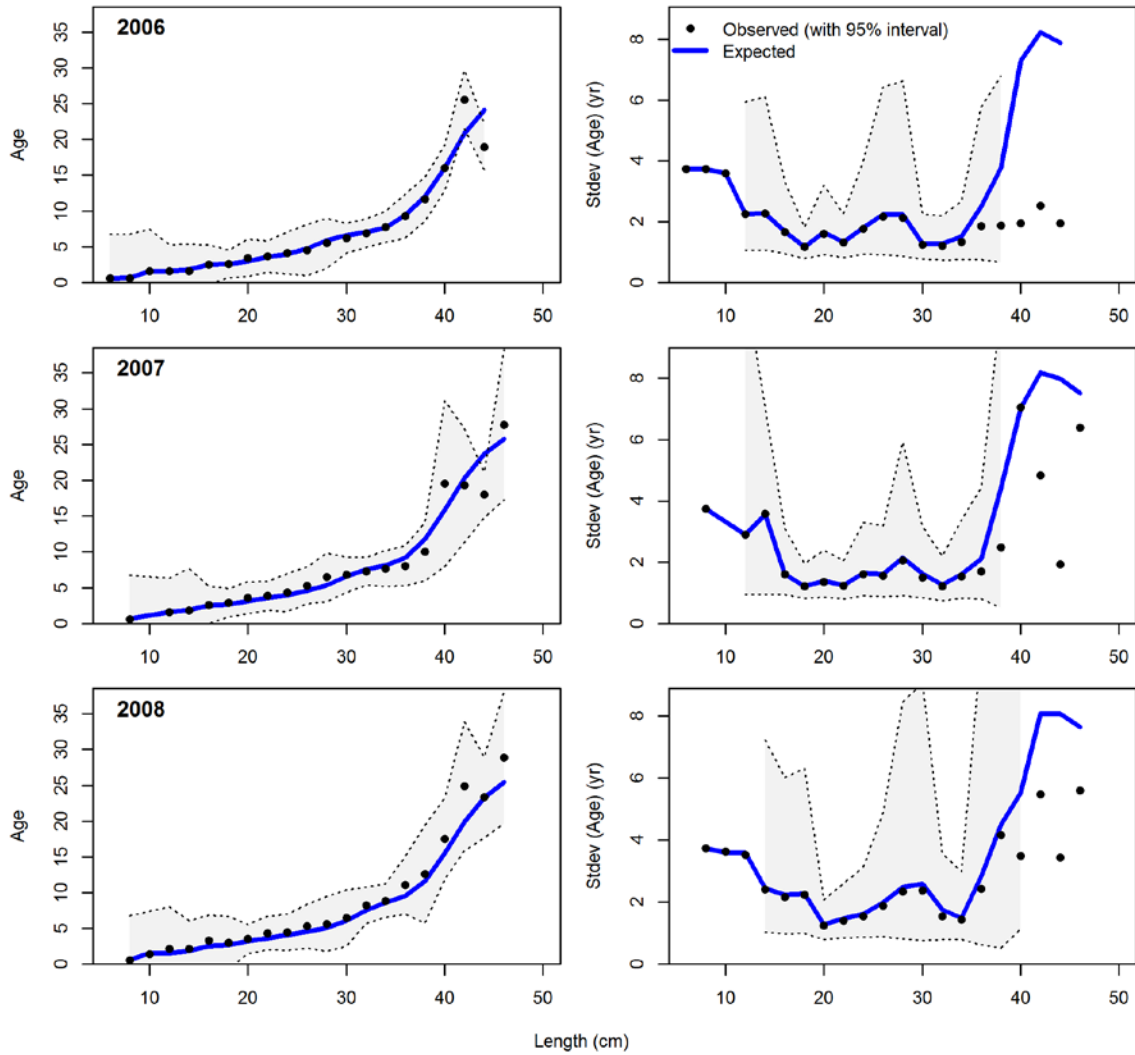 2006
Age
0 5 10 15 20 25 30 35
10 20 30 40 50
Observed (with 95% interval)
Expected
Stdev (Age) (yr)
0 2 4 6 8
10 20 30 40 50
2007
Age
0 5 10 15 20 25 30 35
10 20 30 40 50
Stdev (Age) (yr)
0 2 4 6 8
10 20 30 40 50
2008
Age
0 5 10 15 20 25 30 35
10 20 30 40 50
Stdev (Age) (yr)
0 2 4 6 8
10 20 30 40 50
Length (cm)